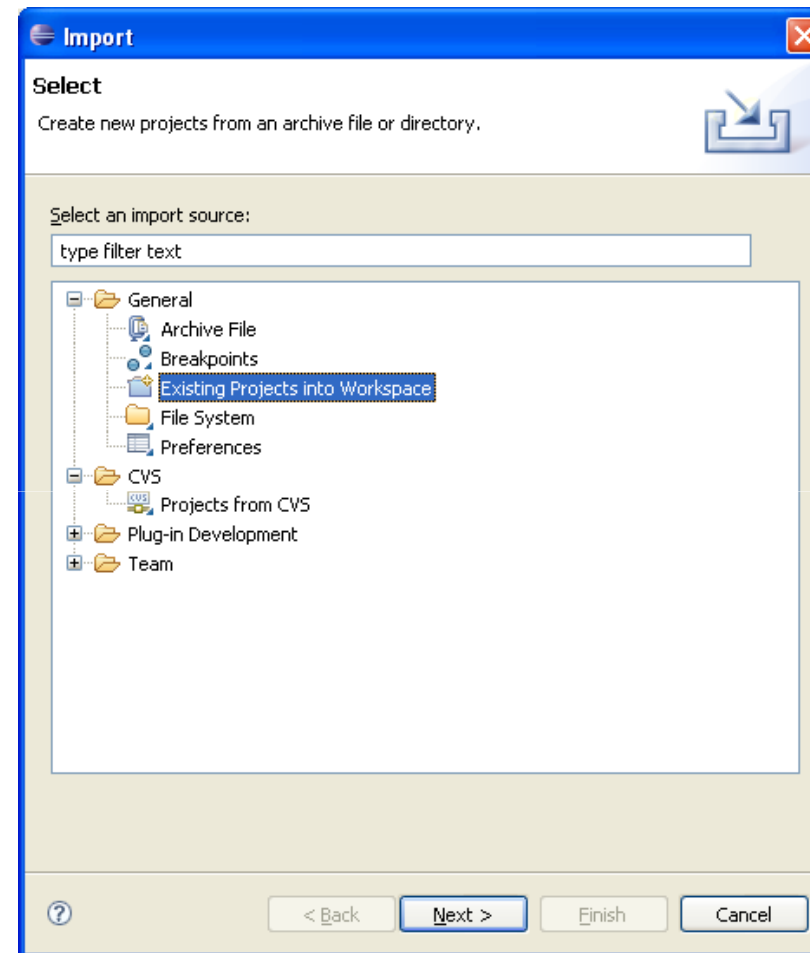 Import
Select
Create new projects from an archive file or directory.
Select an import source:
type filter text
General
Archive File
Breakpoints
Existing Projects into Workspace
File System
Preferences
CVS
CVS
Projects from CVS
Plug-in Development
Team
?
< Back Next > Finish Cancel